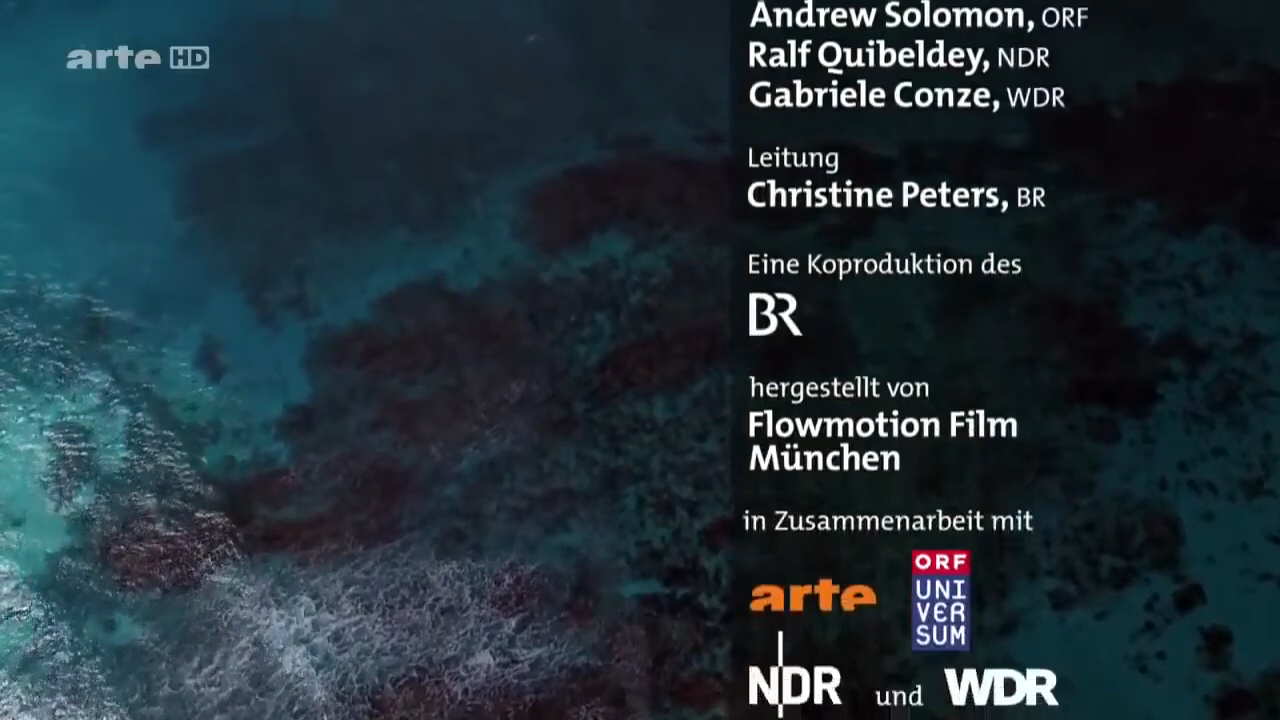 arte HD
Andrew Solomon, ORF
Ralf Quibeldey, NDR
Gabriele Conze, WDR
Leitung
Christine Peters, BR
Eine Koproduktion des
BR
hergestellt von
Flowmotion Film
München
in Zusammenarbeit mit
arte
ORF
UNI
VER
SUM
NDR und WDR